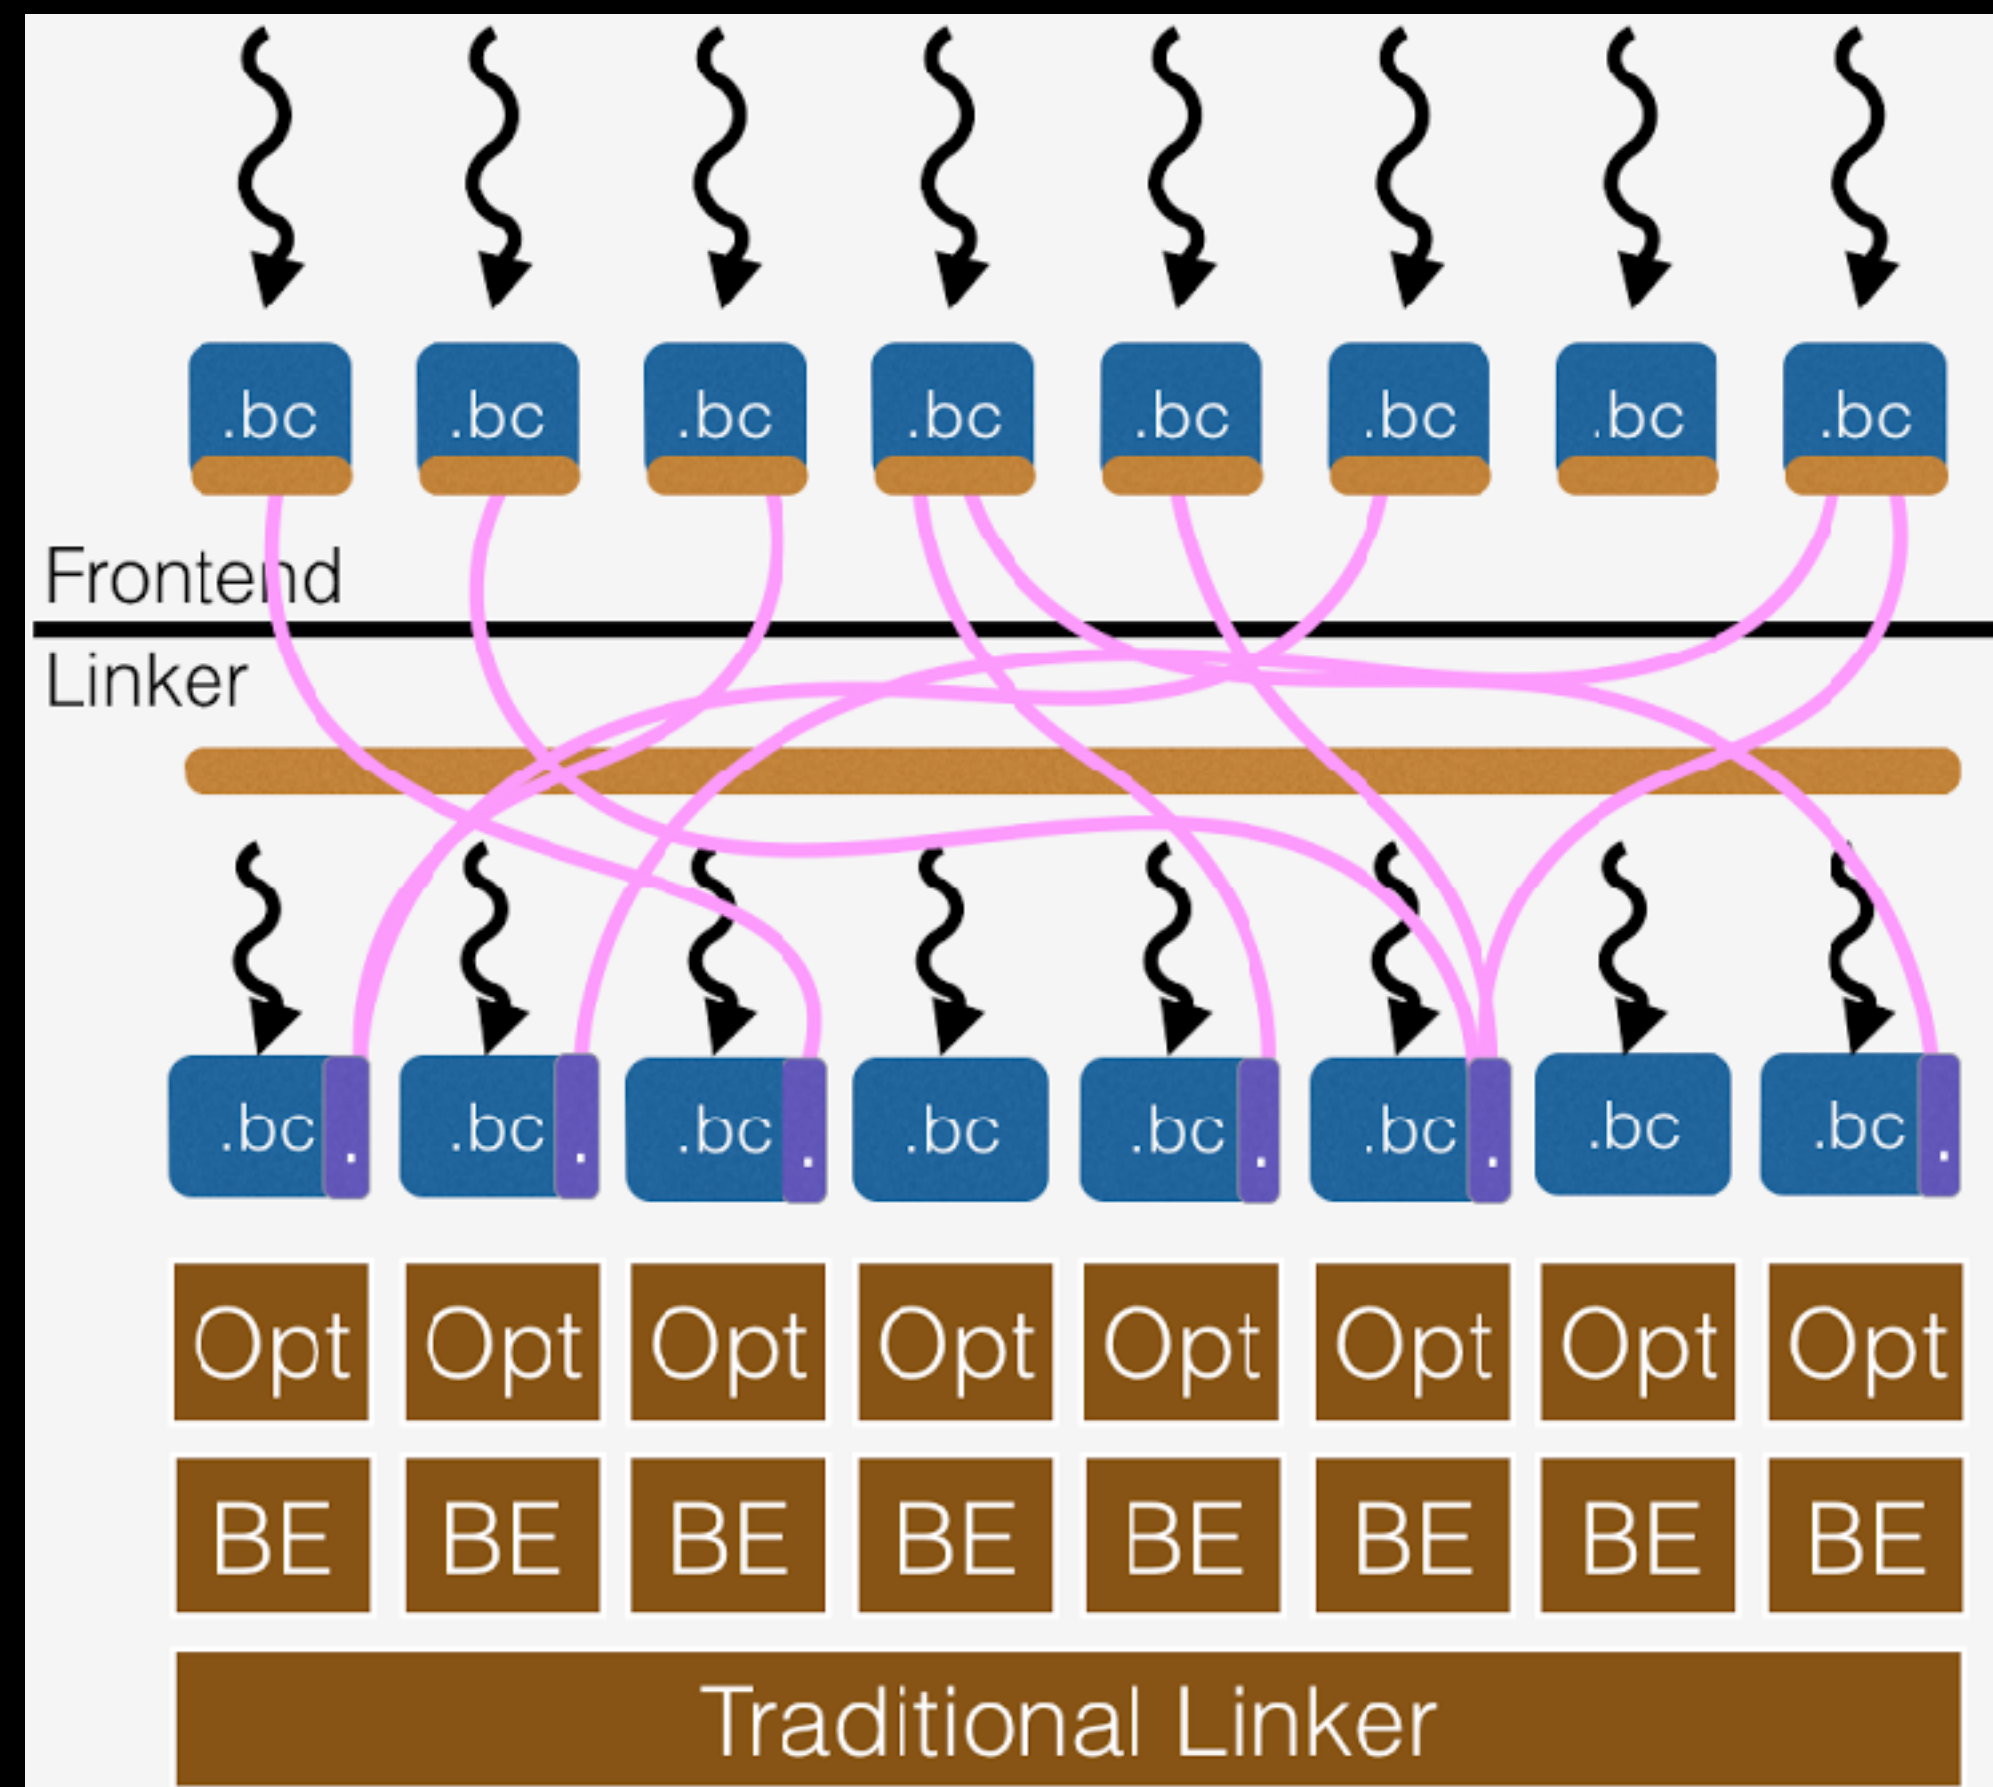 .bc .bc .bc .bc .bc .bc .bc .bc
Frontend
Linker
.bc . .bc . .bc . .bc .bc . .bc . .bc .bc .
Opt Opt Opt Opt Opt Opt Opt Opt
BE BE BE BE BE BE BE BE
Traditional Linker